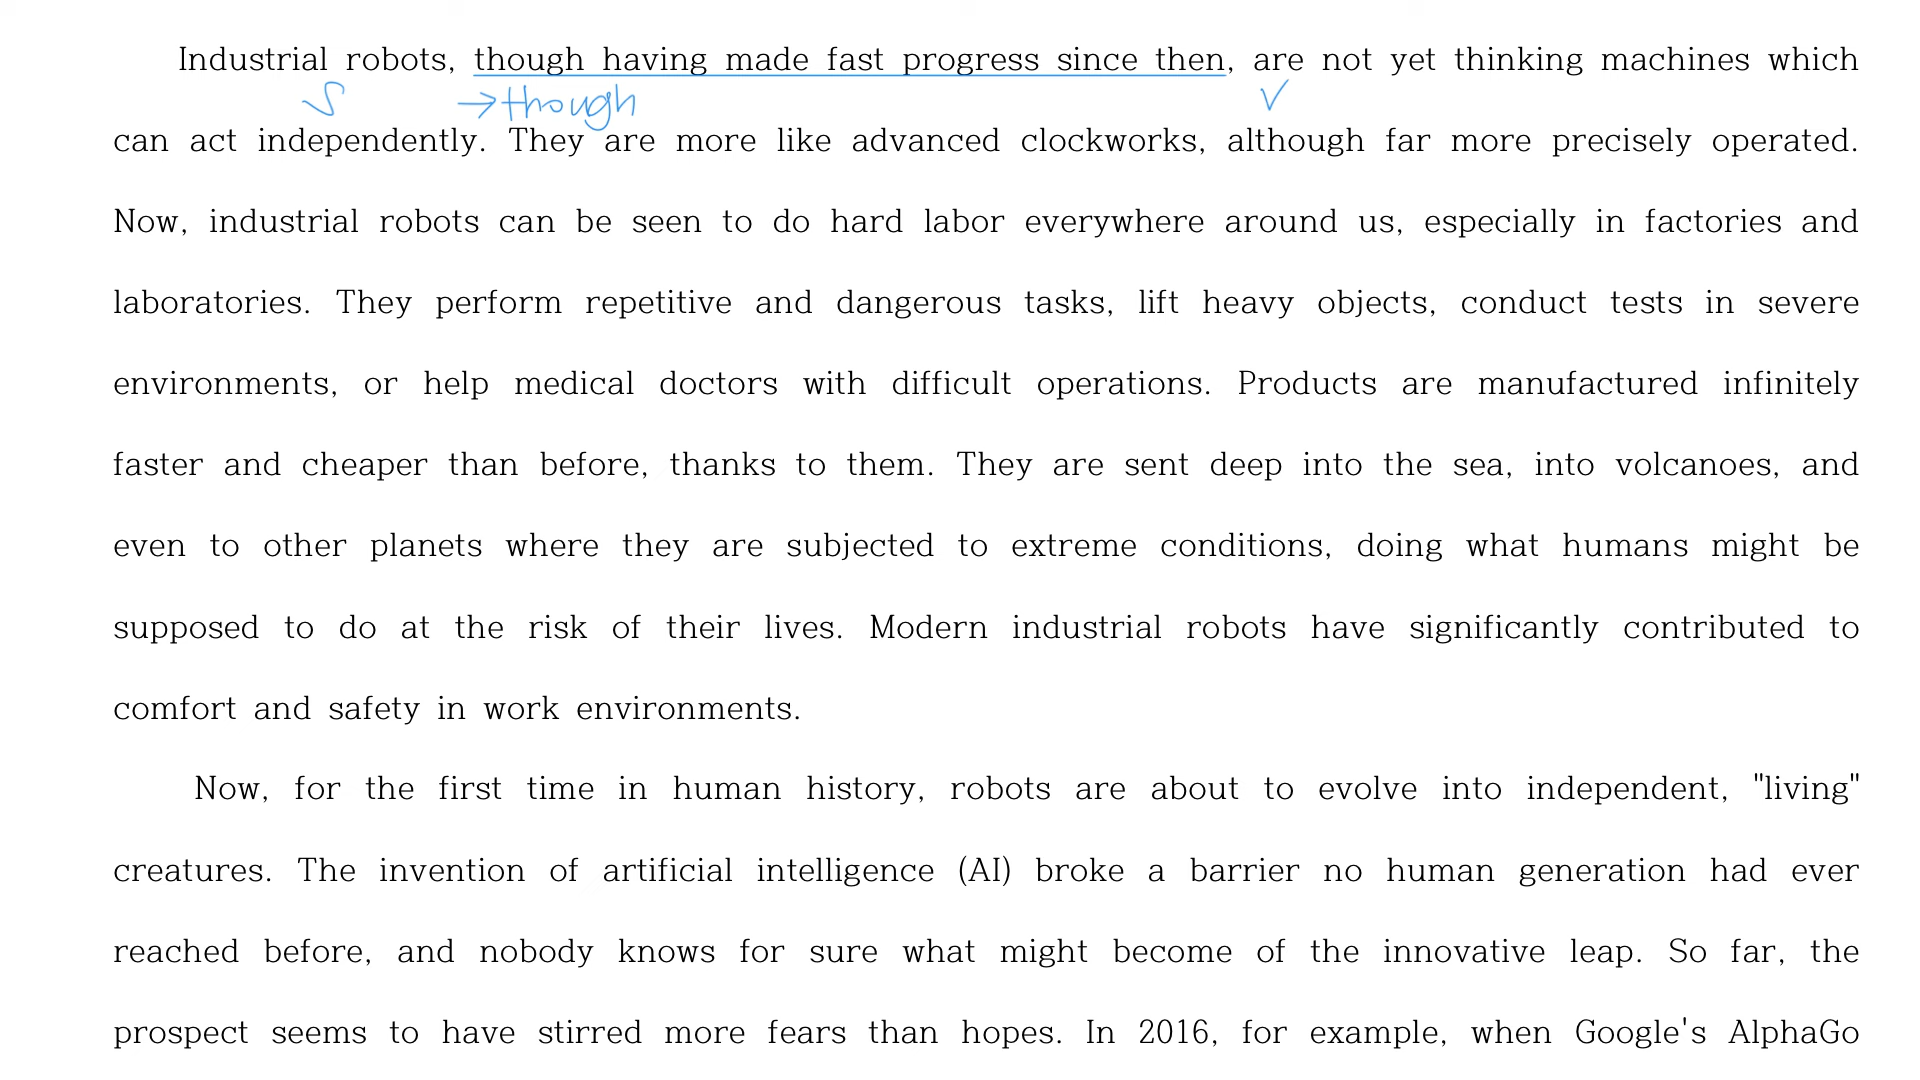 Industrial robots, though having made fast progress since then, are not yet thinking machines which
S → though V
can act independently. They are more like advanced clockworks, although far more precisely operated.
Now, industrial robots can be seen to do hard labor everywhere around us, especially in factories and
laboratories. They perform repetitive and dangerous tasks, lift heavy objects, conduct tests in severe
environments, or help medical doctors with difficult operations. Products are manufactured infinitely
faster and cheaper than before, thanks to them. They are sent deep into the sea, into volcanoes, and
even to other planets where they are subjected to extreme conditions, doing what humans might be
supposed to do at the risk of their lives. Modern industrial robots have significantly contributed to
comfort and safety in work environments.
Now, for the first time in human history, robots are about to evolve into independent, "living"
creatures. The invention of artificial intelligence (AI) broke a barrier no human generation had ever
reached before, and nobody knows for sure what might become of the innovative leap. So far, the
prospect seems to have stirred more fears than hopes. In 2016, for example, when Google's AlphaGo